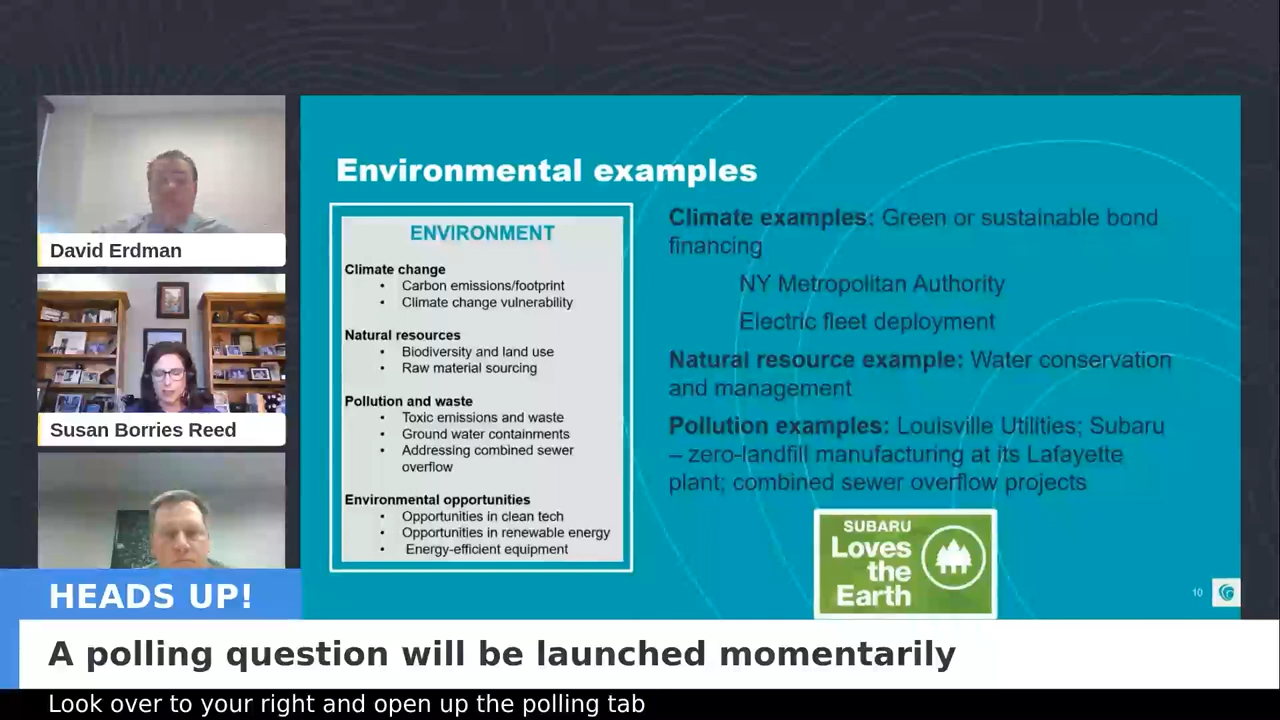 David Erdman
Susan Borries Reed
Environmental examples
ENVIRONMENT
Climate change
• Carbon emissions/footprint
• Climate change vulnerability
Natural resources
• Biodiversity and land use
• Raw material sourcing
Pollution and waste
• Toxic emissions and waste
• Ground water containments
• Addressing combined sewer
overflow
Environmental opportunities
• Opportunities in clean tech
• Opportunities in renewable energy
• Energy-efficient equipment
Climate examples: Green or sustainable bond
financing
NY Metropolitan Authority
Electric fleet deployment
Natural resource example: Water conservation
and management
Pollution examples: Louisville Utilities; Subaru
– zero-landfill manufacturing at its Lafayette
plant; combined sewer overflow projects
SUBARU
Loves
the
Earth
10
HEADS UP!
A polling question will be launched momentarily
Look over to your right and open up the polling tab